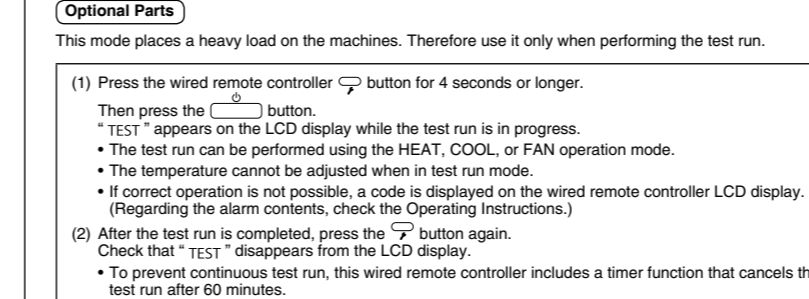 Optional Parts
This mode places a heavy load on the machines. Therefore use it only when performing the test run.
(1) Press the wired remote controller button for 4 seconds or longer.
Then press the button.
“ TEST ” appears on the LCD display while the test run is in progress.
• The test run can be performed using the HEAT, COOL, or FAN operation mode.
• The temperature cannot be adjusted when in test run mode.
• If correct operation is not possible, a code is displayed on the wired remote controller LCD display.
(Regarding the alarm contents, check the Operating Instructions.)
(2) After the test run is completed, press the button again.
Check that “ TEST ” disappears from the LCD display.
• To prevent continuous test run, this wired remote controller includes a timer function that cancels
test run after 60 minutes.